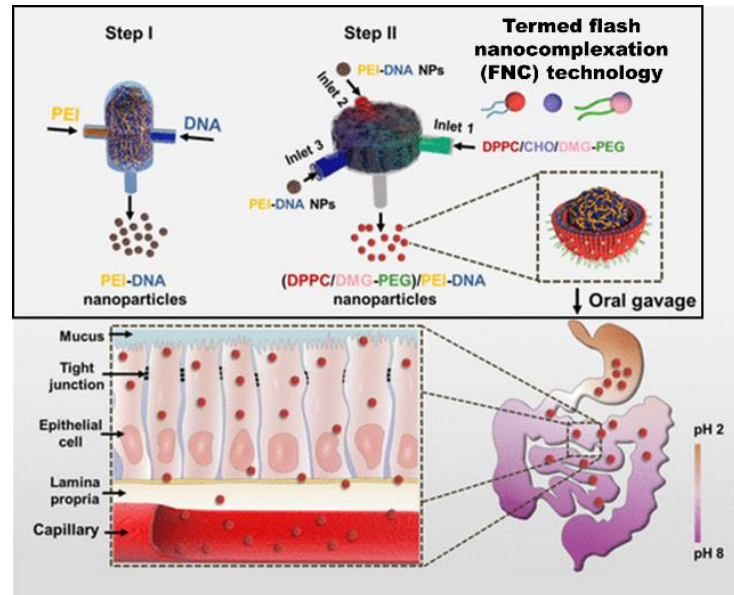 Step I
Step II
Termed flash
nanocomplexation
(FNC) technology
PEI
DNA
PEI-DNA
nanoparticles
PEI-DNA NPs
Inlet 2
Inlet 1
DPPC/CHO/DMG-PEG
Inlet 3
PEI-DNA NPs
(DPPC/DMG-PEG)/PEI-DNA
nanoparticles
Oral gavage
Mucus
Tight
junction
Epithelial
cell
Lamina
propria
Capillary
pH 2
pH 8